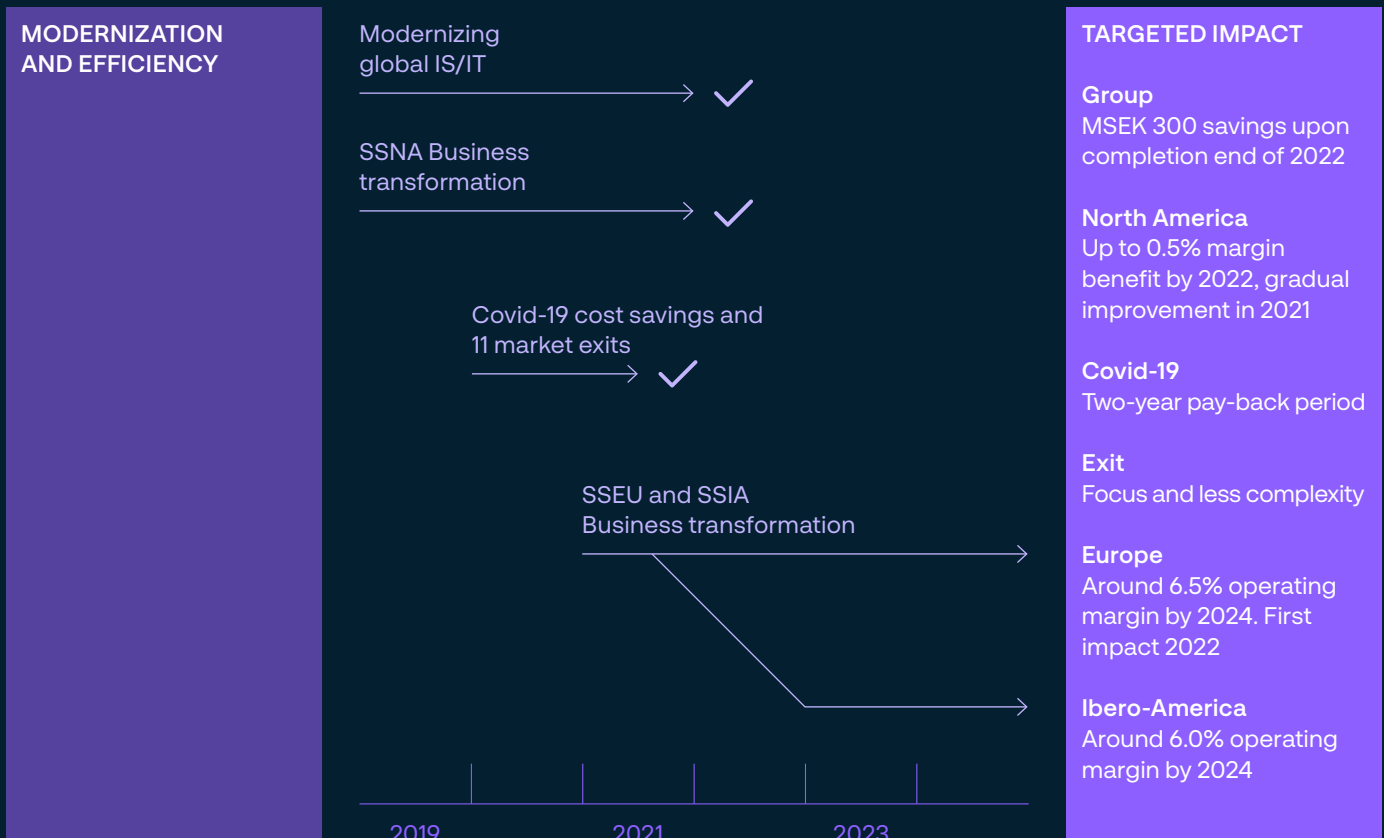 MODERNIZATION
AND EFFICIENCY
Modernizing
global IS/IT
SSNA Business
transformation
Covid-19 cost savings and
11 market exits
SSEU and SSIA
Business transformation
2019
2021
2023
TARGETED IMPACT
Group
MSEK 300 savings upon
completion end of 2022
North America
Up to 0.5% margin
benefit by 2022, gradual
improvement in 2021
Covid-19
Two-year pay-back period
Exit
Focus and less complexity
Europe
Around 6.5% operating
margin by 2024. First
impact 2022
Ibero-America
Around 6.0% operating
margin by 2024